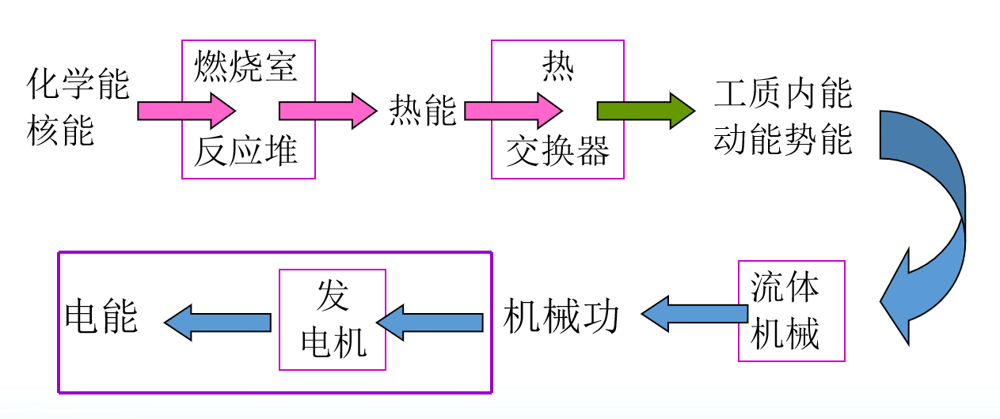 化学能
核能
燃烧室
反应堆
热能
热
交换器
工质内能
动能势能
流体
机械
机械功
发
电机
电能